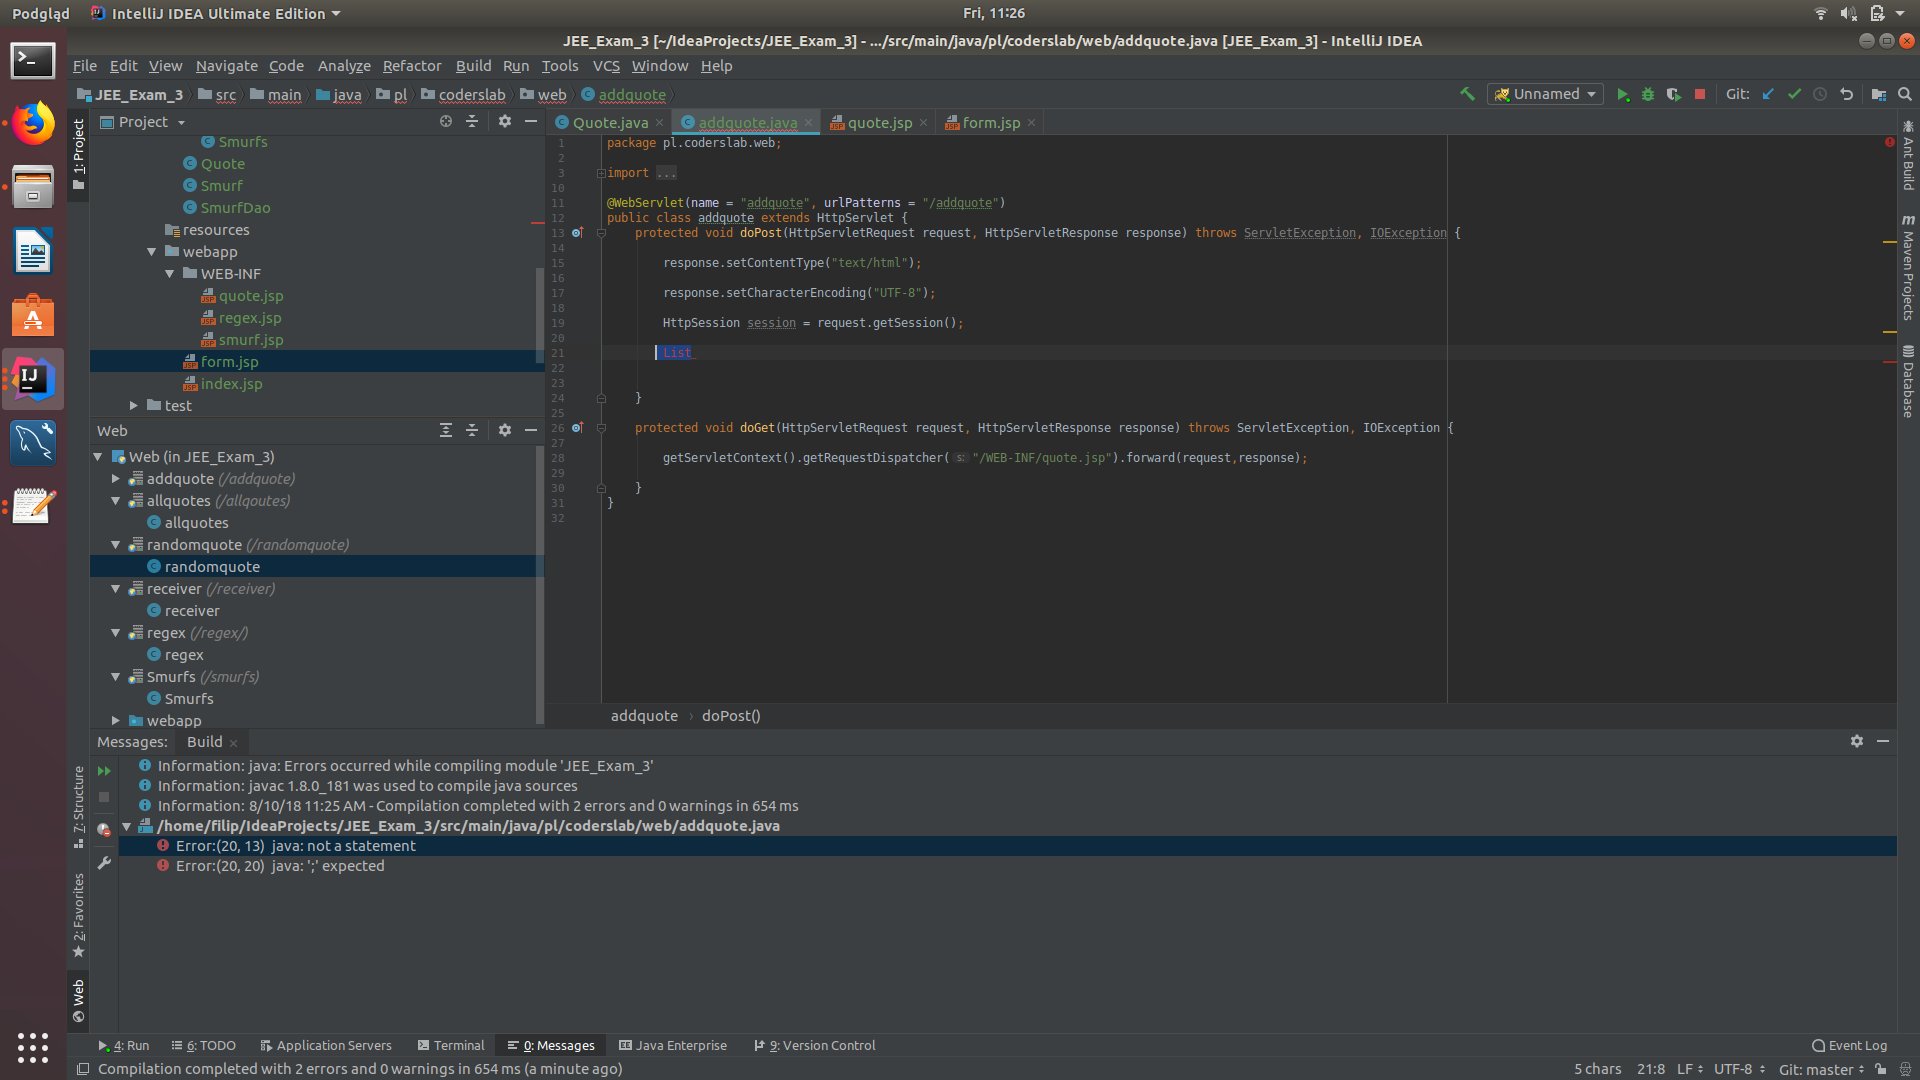 Podgląd
IntelliJ IDEA Ultimate Edition
Fri, 11:26
JEE_Exam_3 [~/IdeaProjects/JEE_Exam_3] - .../src/main/java/pl/coderslab/web/addquote.java [JEE_Exam_3] - IntelliJ IDEA
File Edit View Navigate Code Analyze Refactor Build Run Tools VCS Window Help
JEE_Exam_3 src main java pl coderslab web addquote
Unnamed
Git:
1: Project
Project
Smurfs
Quote
Smurf
SmurfDao
resources
webapp
WEB-INF
quote.jsp
regex.jsp
smurf.jsp
form.jsp
index.jsp
test
Web
Web (in JEE_Exam_3)
addquote (/addquote)
allquotes (/allqoutes)
allquotes
randomquote (/randomquote)
randomquote
receiver (/receiver)
receiver
regex (/regex/)
regex
Smurfs (/smurfs)
Smurfs
webapp
Quote.java addquote.java quote.jsp form.jsp
1 package pl.coderslab.web;
2
3 import ...
10
11 @WebServlet(name = "addquote", urlPatterns = "/addquote")
12 public class addquote extends HttpServlet {
13 protected void doPost(HttpServletRequest request, HttpServletResponse response) throws ServletException, IOException {
14
15 response.setContentType("text/html");
16
17 response.setCharacterEncoding("UTF-8");
18
19 HttpSession session = request.getSession();
20
21 List
22
23
24 }
25
26 protected void doGet(HttpServletRequest request, HttpServletResponse response) throws ServletException, IOException {
27
28 getServletContext().getRequestDispatcher( s: "/WEB-INF/quote.jsp").forward(request,response);
29
30 }
31 }
32
addquote › doPost()
Ant Build
m Maven Projects
Database
7: Structure
2: Favorites
Web
Messages: Build
Information: java: Errors occurred while compiling module 'JEE_Exam_3'
Information: javac 1.8.0_181 was used to compile java sources
Information: 8/10/18 11:25 AM - Compilation completed with 2 errors and 0 warnings in 654 ms
/home/filip/IdeaProjects/JEE_Exam_3/src/main/java/pl/coderslab/web/addquote.java
Error:(20, 13) java: not a statement
Error:(20, 20) java: ';' expected
4: Run 6: TODO Application Servers Terminal 0: Messages Java Enterprise 9: Version Control Event Log
Compilation completed with 2 errors and 0 warnings in 654 ms (a minute ago) 5 chars 21:8 LF UTF-8 Git: master